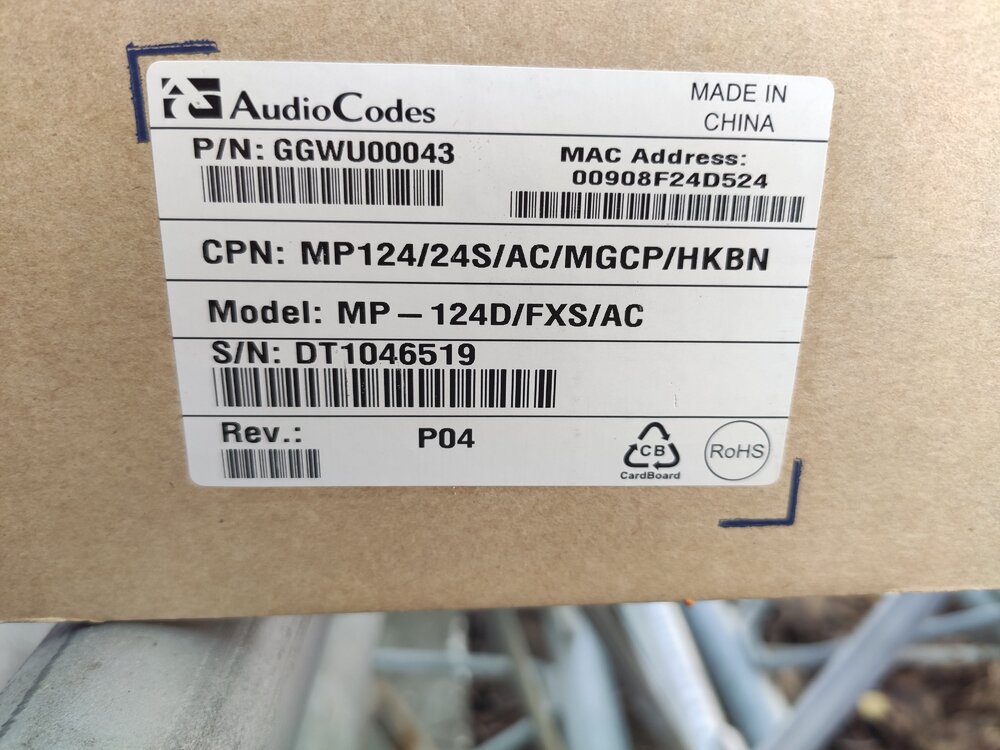 AudioCodes
MADE IN
CHINA
P/N: GGWU00043
MAC Address:
00908F24D524
CPN: MP124/24S/AC/MGCP/HKBN
Model: MP – 124D/FXS/AC
S/N: DT1046519
Rev.: P04
CB
CardBoard
RoHS